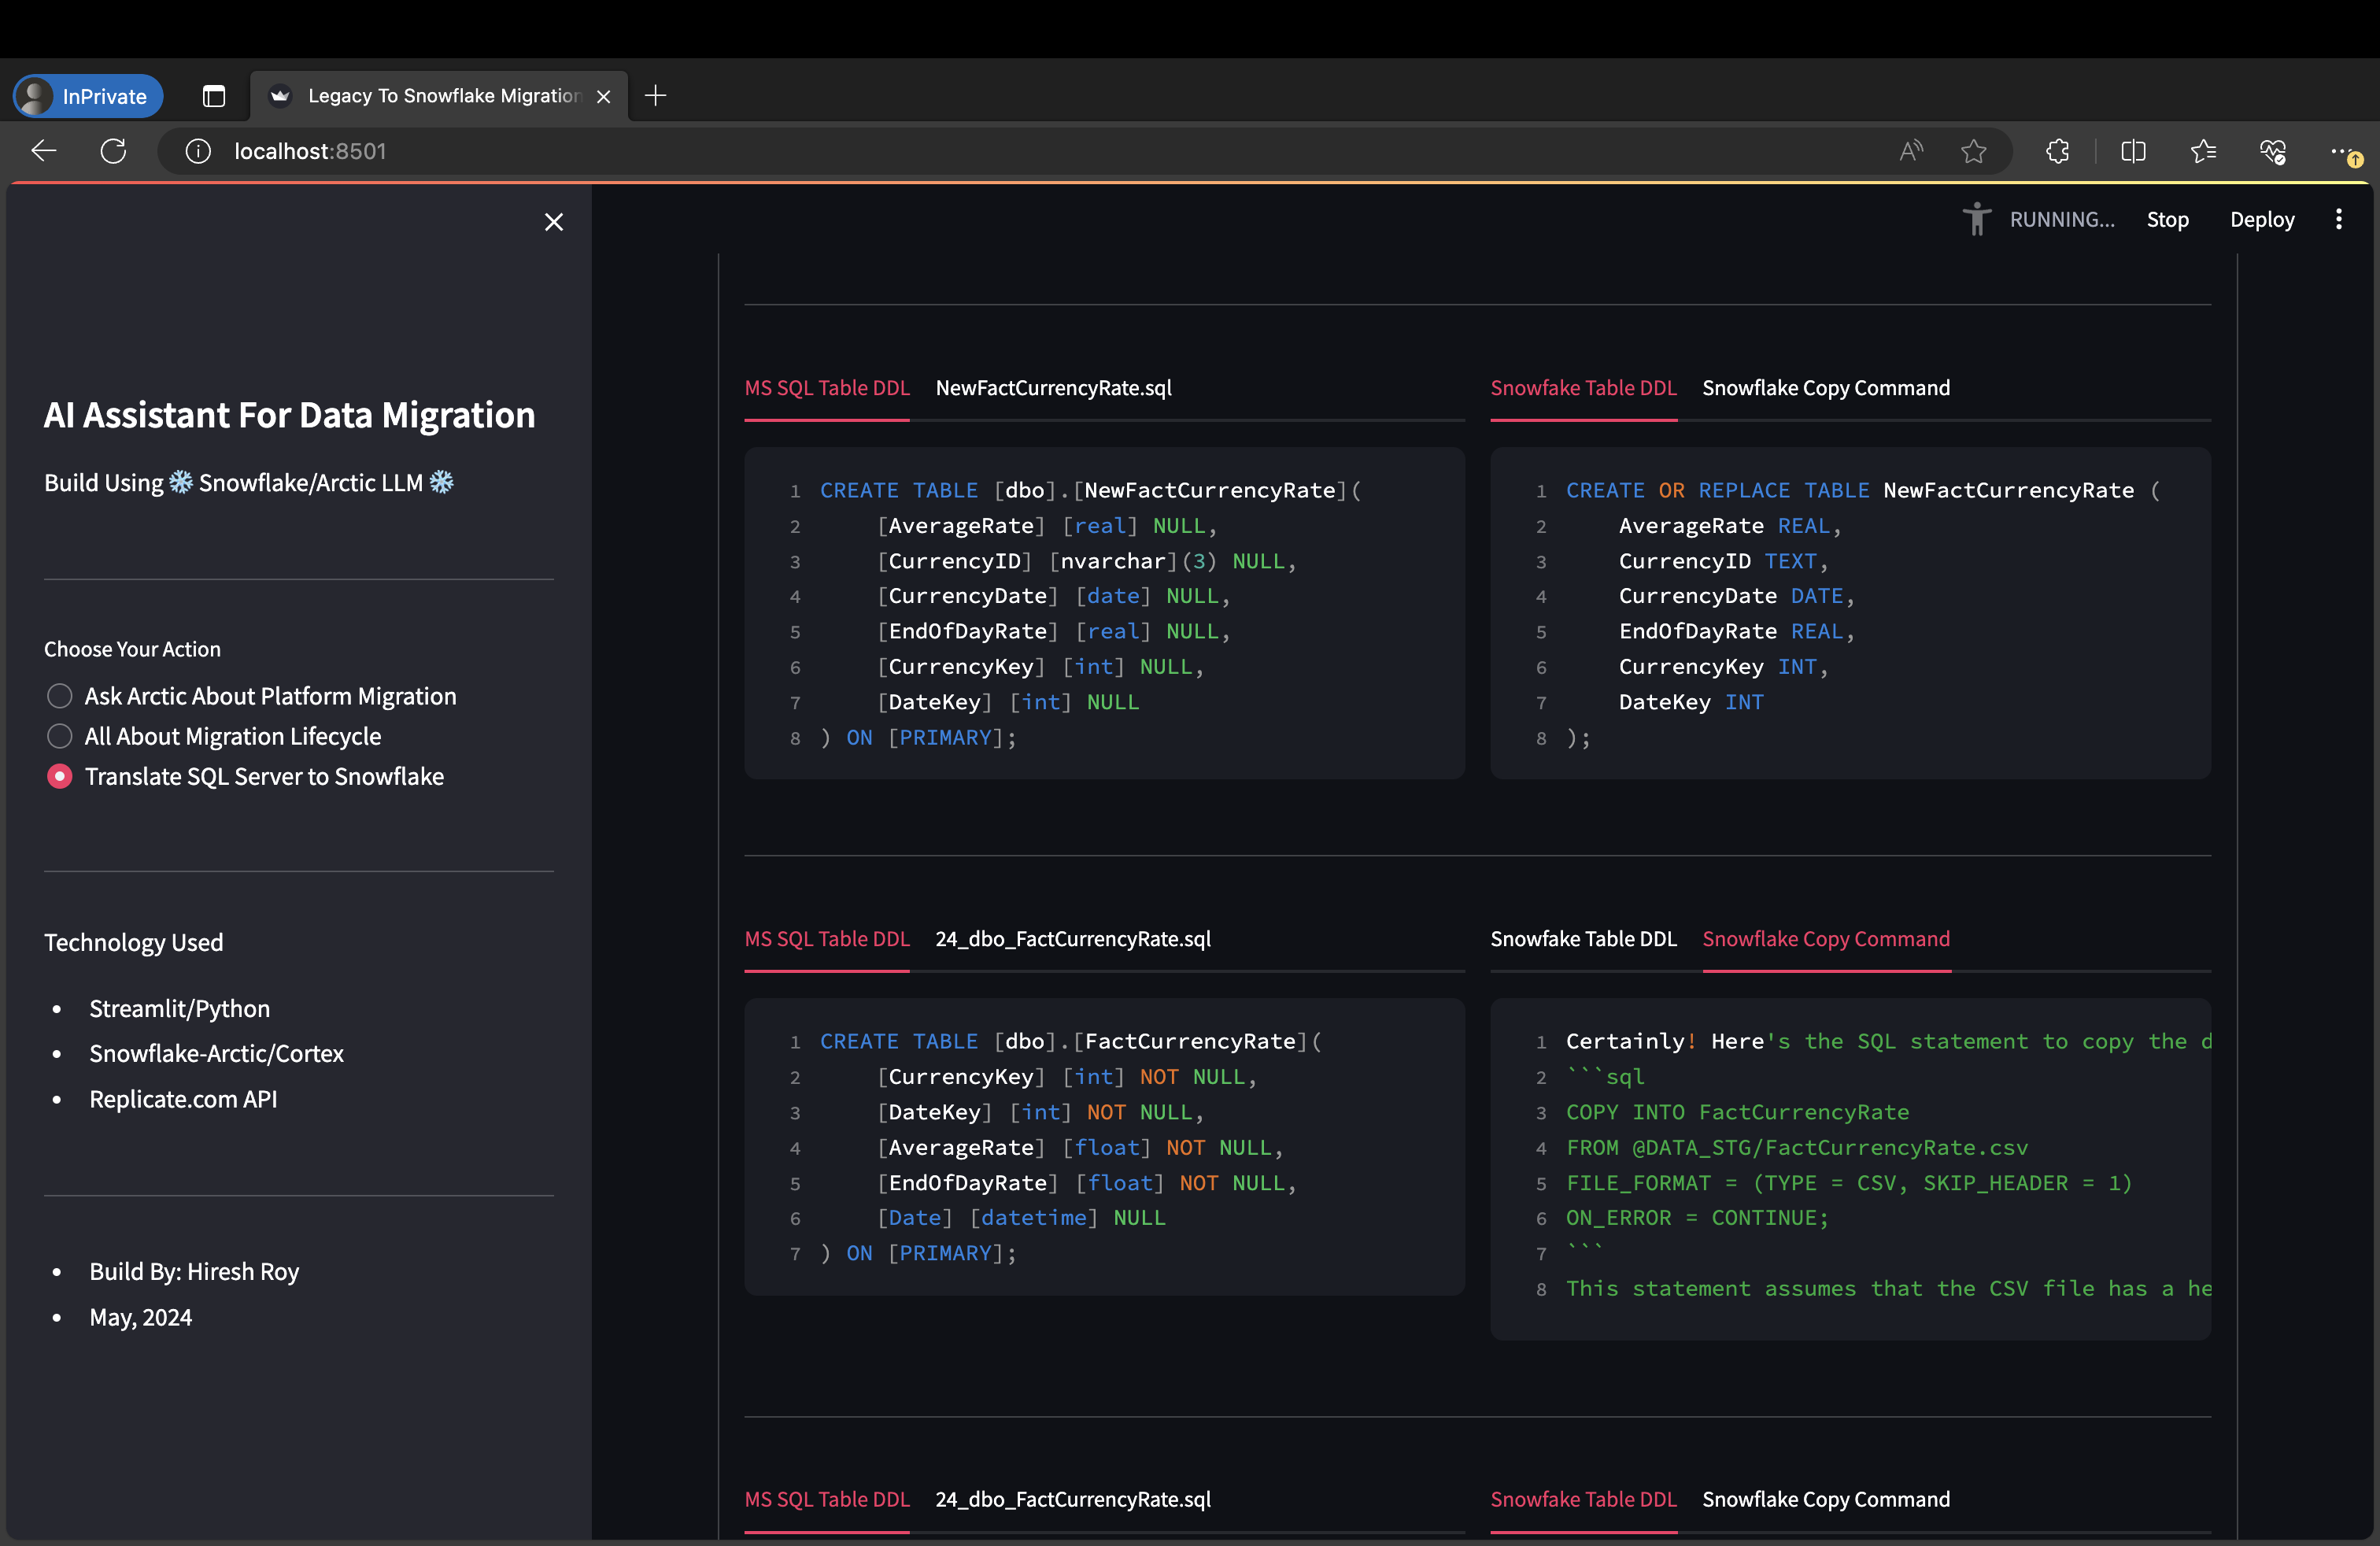 InPrivate
Legacy To Snowflake Migration
localhost:8501
RUNNING...
Stop
Deploy
AI Assistant For Data Migration
Build Using ❄️ Snowflake/Arctic LLM ❄️
Choose Your Action
Ask Arctic About Platform Migration
All About Migration Lifecycle
Translate SQL Server to Snowflake
Technology Used
• Streamlit/Python
• Snowflake-Arctic/Cortex
• Replicate.com API
• Build By: Hiresh Roy
• May, 2024
MS SQL Table DDL NewFactCurrencyRate.sql
1 CREATE TABLE [dbo].[NewFactCurrencyRate](
2 [AverageRate] [real] NULL,
3 [CurrencyID] [nvarchar](3) NULL,
4 [CurrencyDate] [date] NULL,
5 [EndOfDayRate] [real] NULL,
6 [CurrencyKey] [int] NULL,
7 [DateKey] [int] NULL
8 ) ON [PRIMARY];
Snowfake Table DDL Snowflake Copy Command
1 CREATE OR REPLACE TABLE NewFactCurrencyRate (
2 AverageRate REAL,
3 CurrencyID TEXT,
4 CurrencyDate DATE,
5 EndOfDayRate REAL,
6 CurrencyKey INT,
7 DateKey INT
8 );
MS SQL Table DDL 24_dbo_FactCurrencyRate.sql
1 CREATE TABLE [dbo].[FactCurrencyRate](
2 [CurrencyKey] [int] NOT NULL,
3 [DateKey] [int] NOT NULL,
4 [AverageRate] [float] NOT NULL,
5 [EndOfDayRate] [float] NOT NULL,
6 [Date] [datetime] NULL
7 ) ON [PRIMARY];
Snowfake Table DDL Snowflake Copy Command
1 Certainly! Here's the SQL statement to copy the d
2 ```sql
3 COPY INTO FactCurrencyRate
4 FROM @DATA_STG/FactCurrencyRate.csv
5 FILE_FORMAT = (TYPE = CSV, SKIP_HEADER = 1)
6 ON_ERROR = CONTINUE;
7 ```
8 This statement assumes that the CSV file has a he
MS SQL Table DDL 24_dbo_FactCurrencyRate.sql
Snowfake Table DDL Snowflake Copy Command